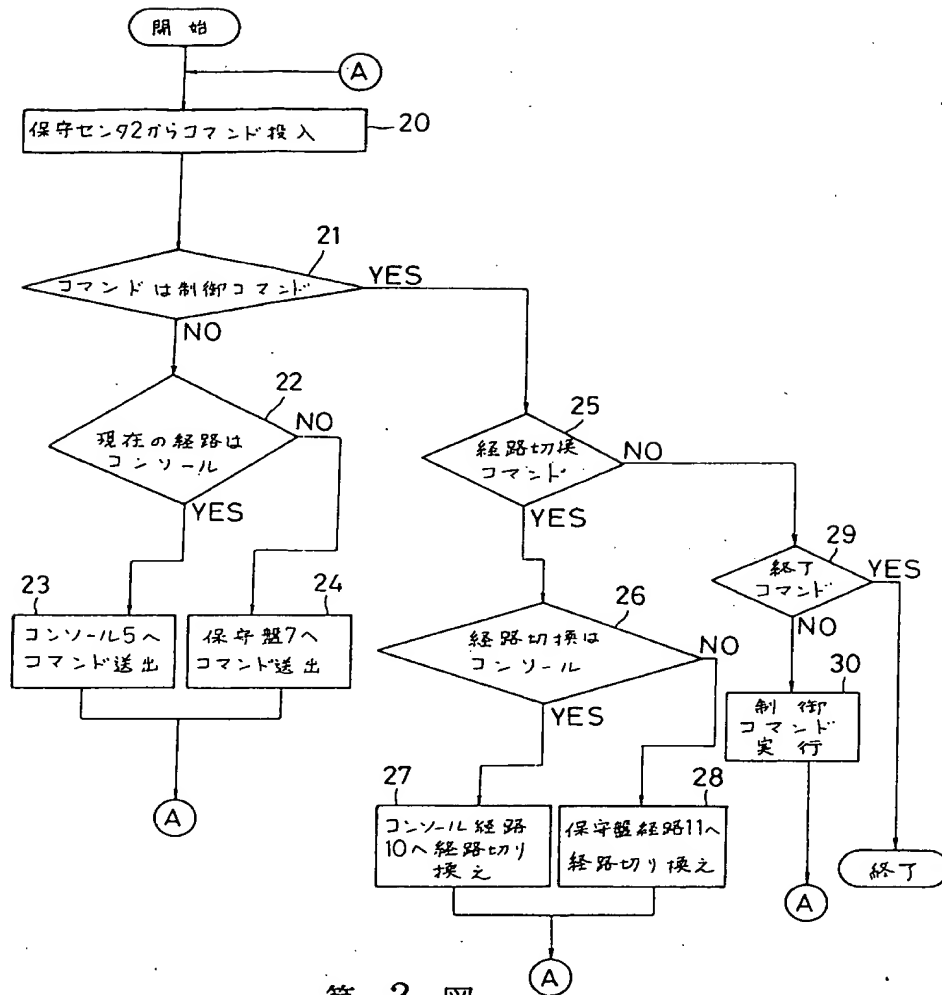 開始
A
保守センタ2からコマンド投入
20
21
コマンドは制御コマンド
YES
NO
22
現在の経路は
コンソール
NO
YES
25
経路切換
コマンド
NO
YES
23
コンソール5へ
コマンド送出
24
保守盤7へ
コマンド送出
A
26
経路切換は
コンソール
NO
YES
29
終了
コマンド
YES
NO
30
制御
コマンド
実行
27
コンソール経路
10へ経路切り
換え
28
保守盤経路11へ
経路切り換え
終了
A
A
第 2 図